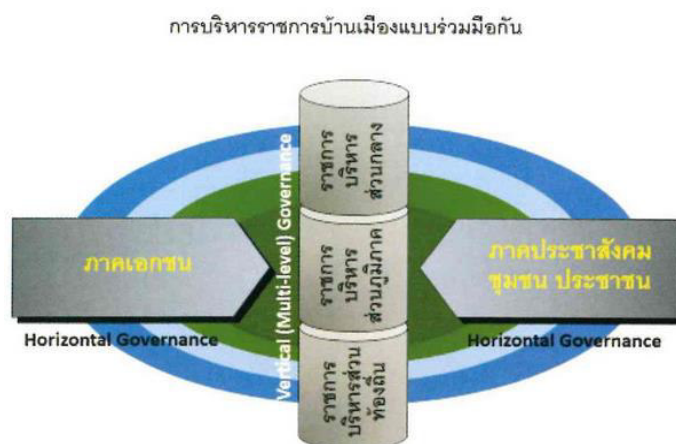 การบริหารราชการบ้านเมืองแบบร่วมมือกัน
Vertical (Multi-level) Governance
ราชการ
บริหาร
ส่วนกลาง
ภาคเอกชน
ราชการ
บริหาร
ส่วนภูมิภาค
ภาคประชาสังคม
ชุมชน ประชาชน
Horizontal Governance
Horizontal Governance
ราชการ
บริหารส่วน
ท้องถิ่น